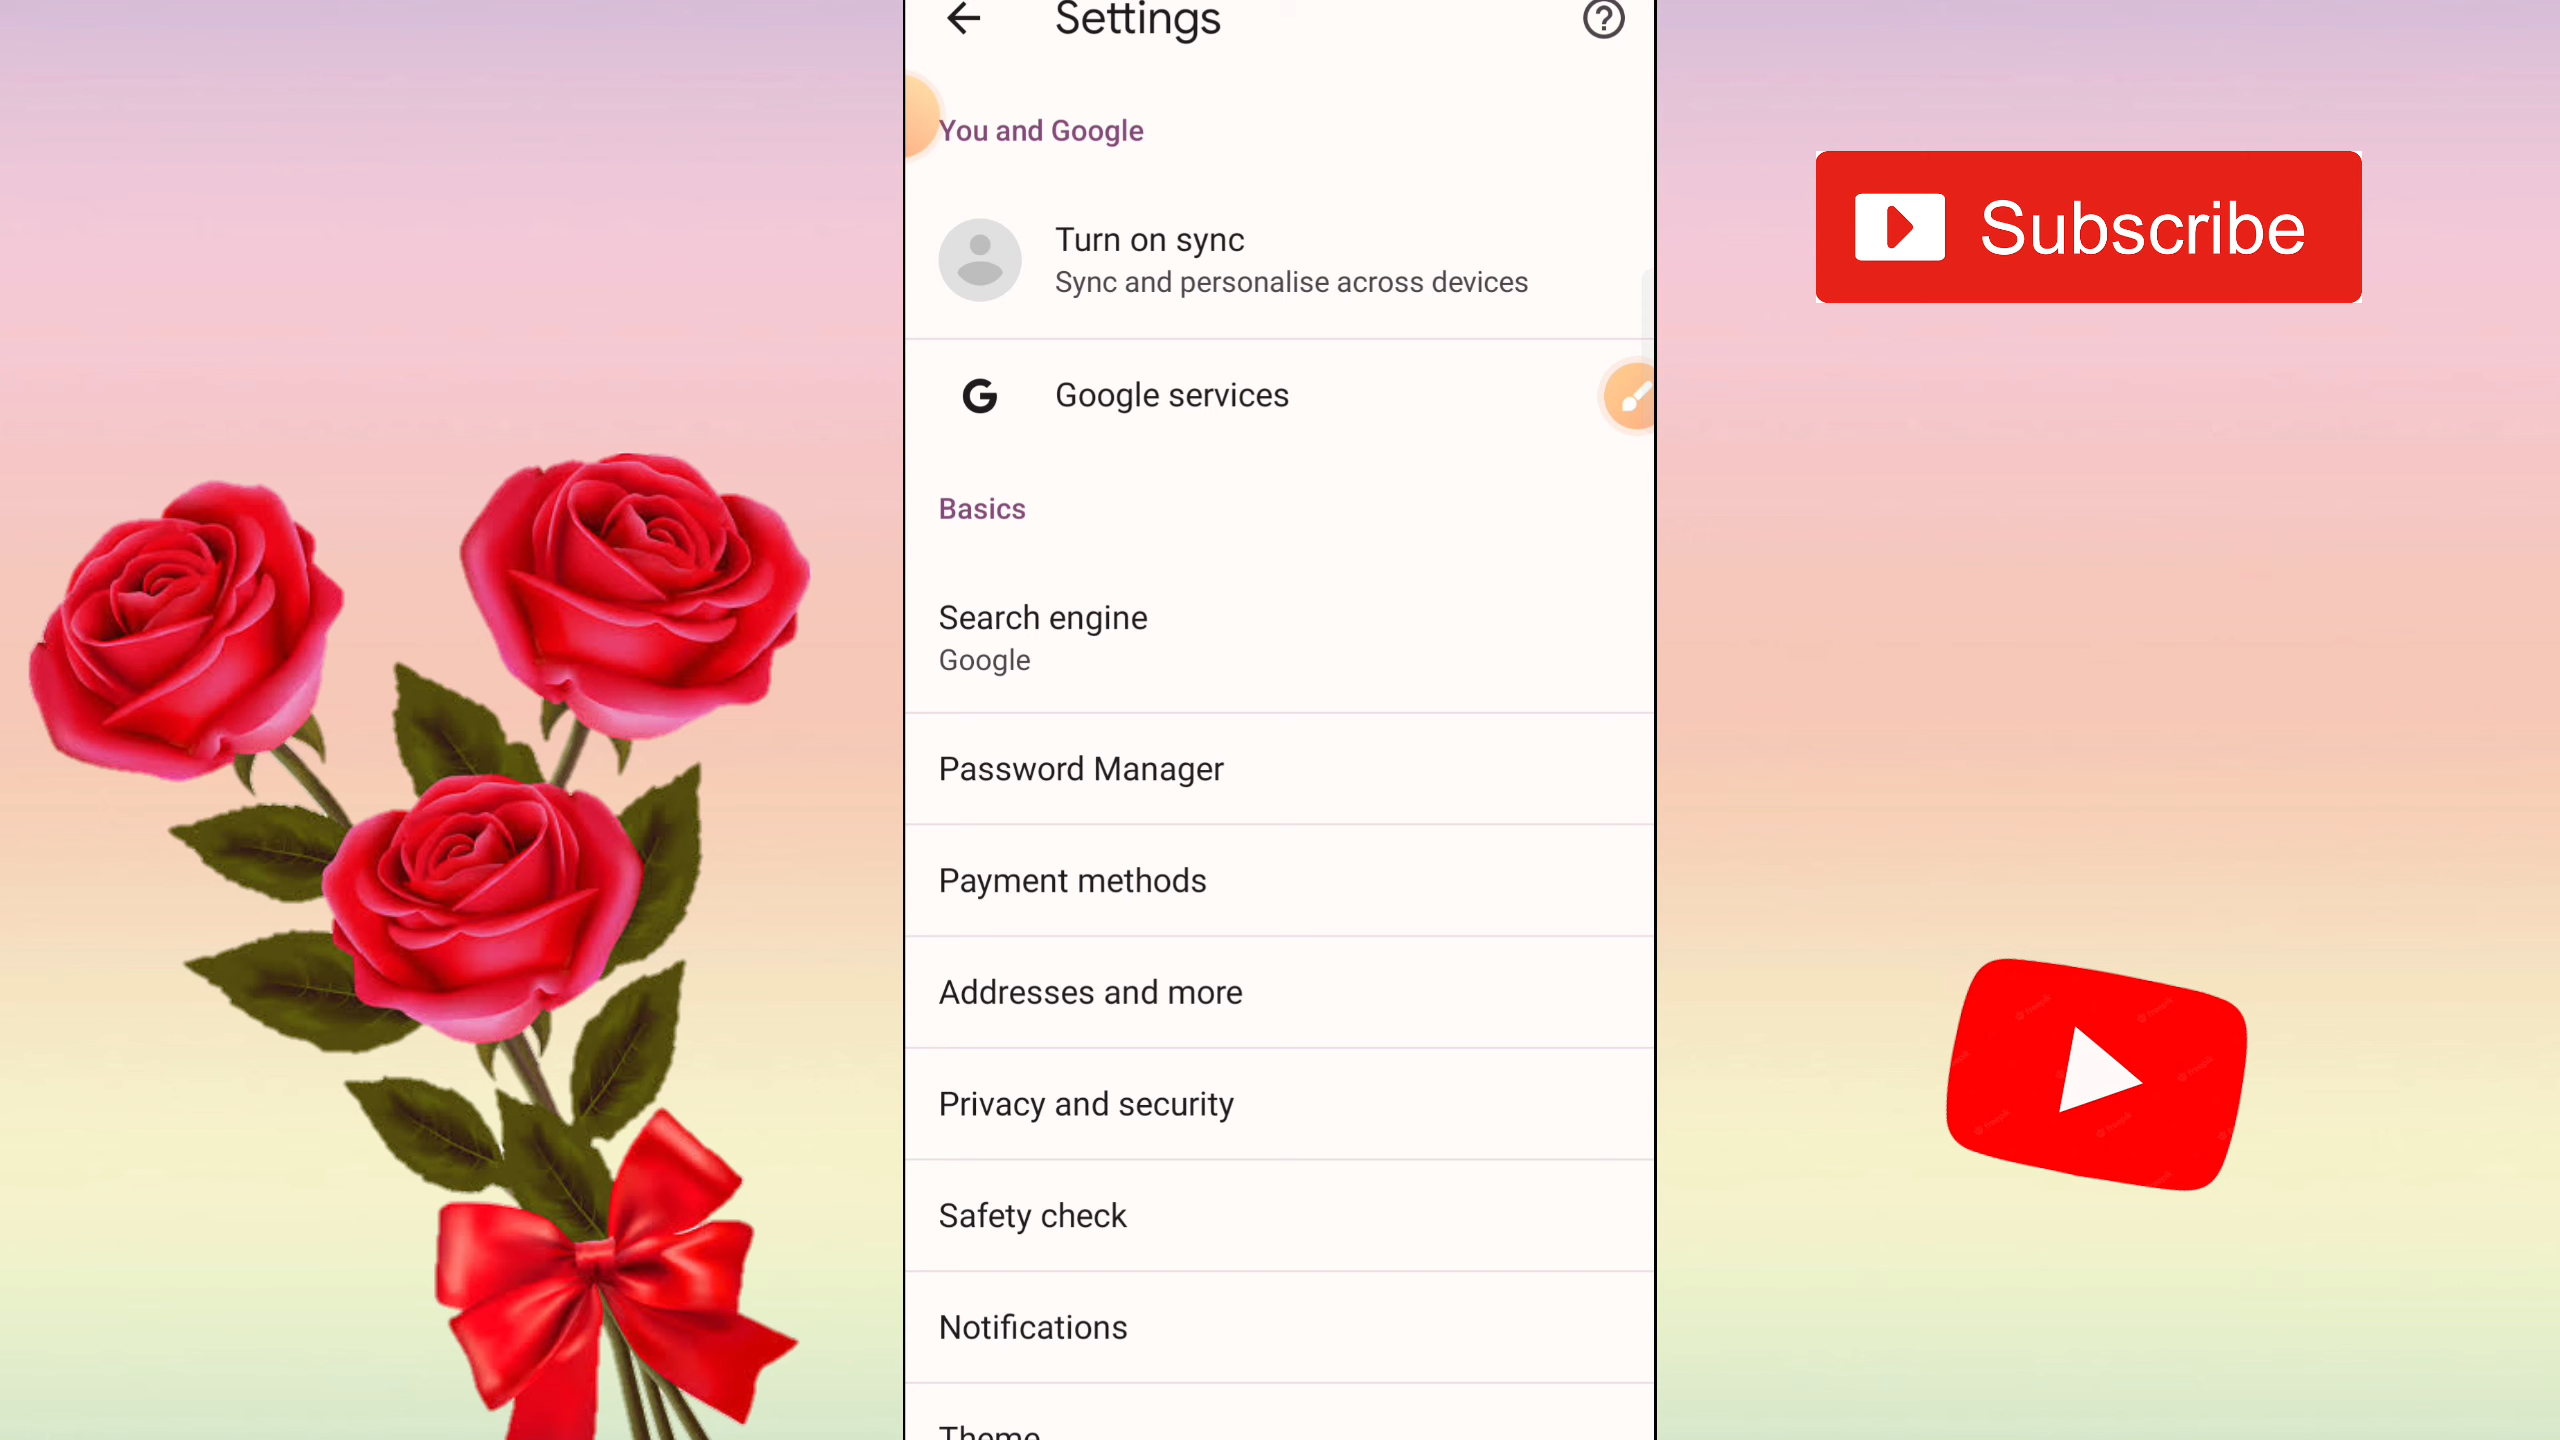 Settings
You and Google
Turn on sync
Sync and personalise across devices
Google services
Basics
Search engine
Google
Password Manager
Payment methods
Addresses and more
Privacy and security
Safety check
Notifications
Theme
Subscribe